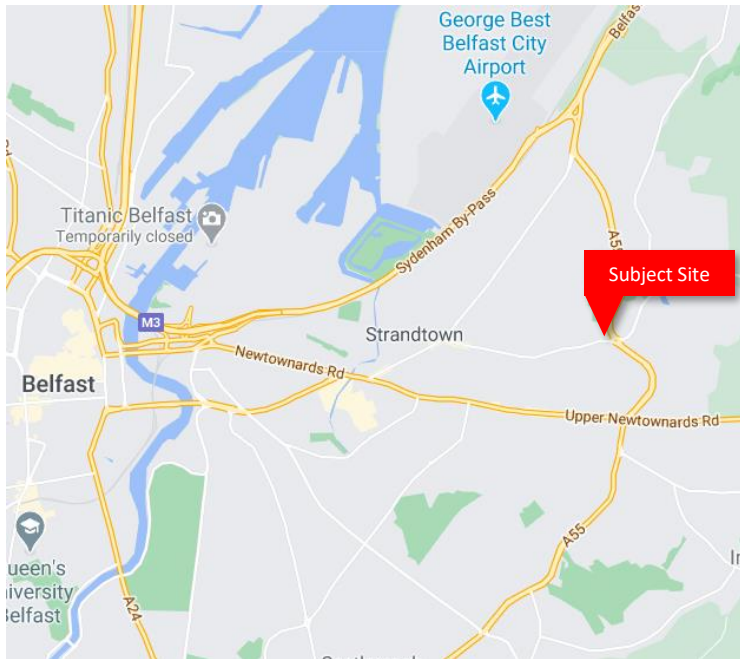 George Best
Belfast City
Airport
Belfas
Titanic Belfast
Temporarily closed
Sydenham By-Pass
A55
Subject Site
M3
Strandtown
Newtownards Rd
Belfast
Upper Newtownards Rd
A55
ueen's
iversity
Belfast
A24